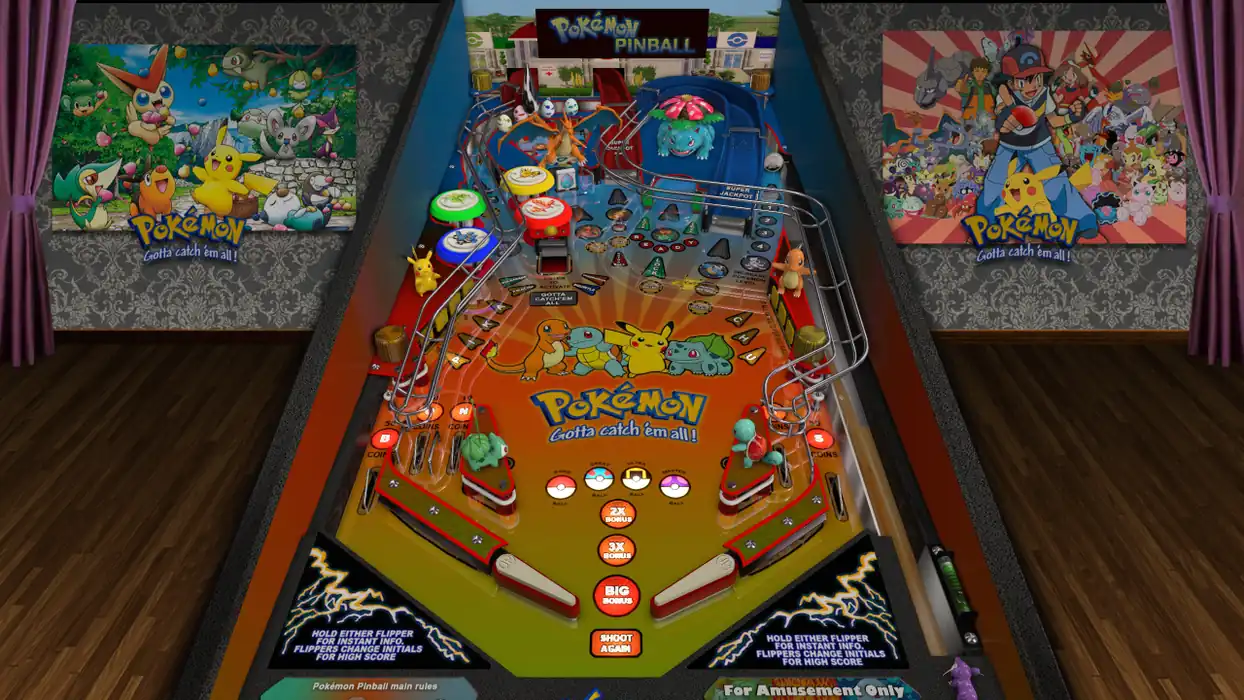 POKéMON
PINBALL
POKéMON
Gotta catch 'em all!
POKéMON
Gotta catch 'em all!
SUPER
JACKPOT
GOTTA
CATCH'EM
ALL
POKéMON
Gotta catch 'em all!
B
N
S
COINS
2X
BONUS
3X
BONUS
BIG
BONUS
SHOOT
AGAIN
HOLD EITHER FLIPPER
FOR INSTANT INFO.
FLIPPERS CHANGE INITIALS
FOR HIGH SCORE
HOLD EITHER FLIPPER
FOR INSTANT INFO.
FLIPPERS CHANGE INITIALS
FOR HIGH SCORE
Pokémon Pinball main rules
For Amusement Only